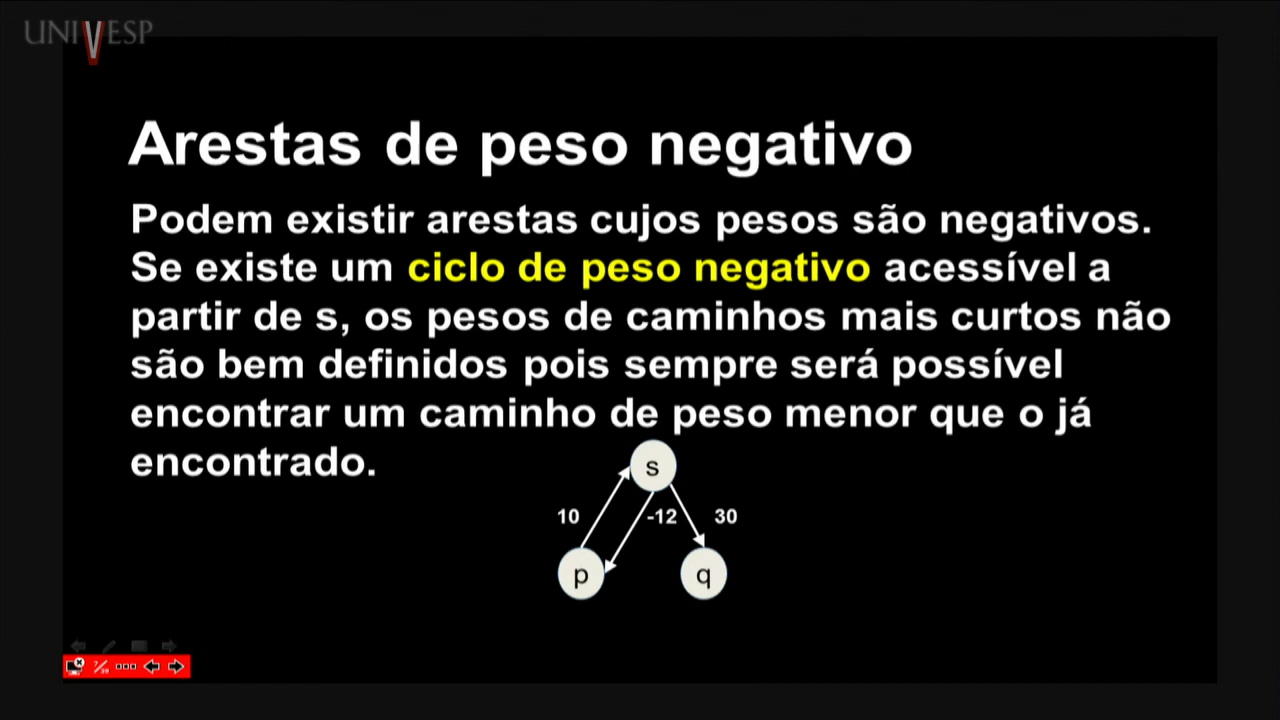 UNIVESP
Arestas de peso negativo
Podem existir arestas cujos pesos são negativos.
Se existe um ciclo de peso negativo acessível a
partir de s, os pesos de caminhos mais curtos não
são bem definidos pois sempre será possível
encontrar um caminho de peso menor que o já
encontrado.
s
10
-12
30
p
q
7/39